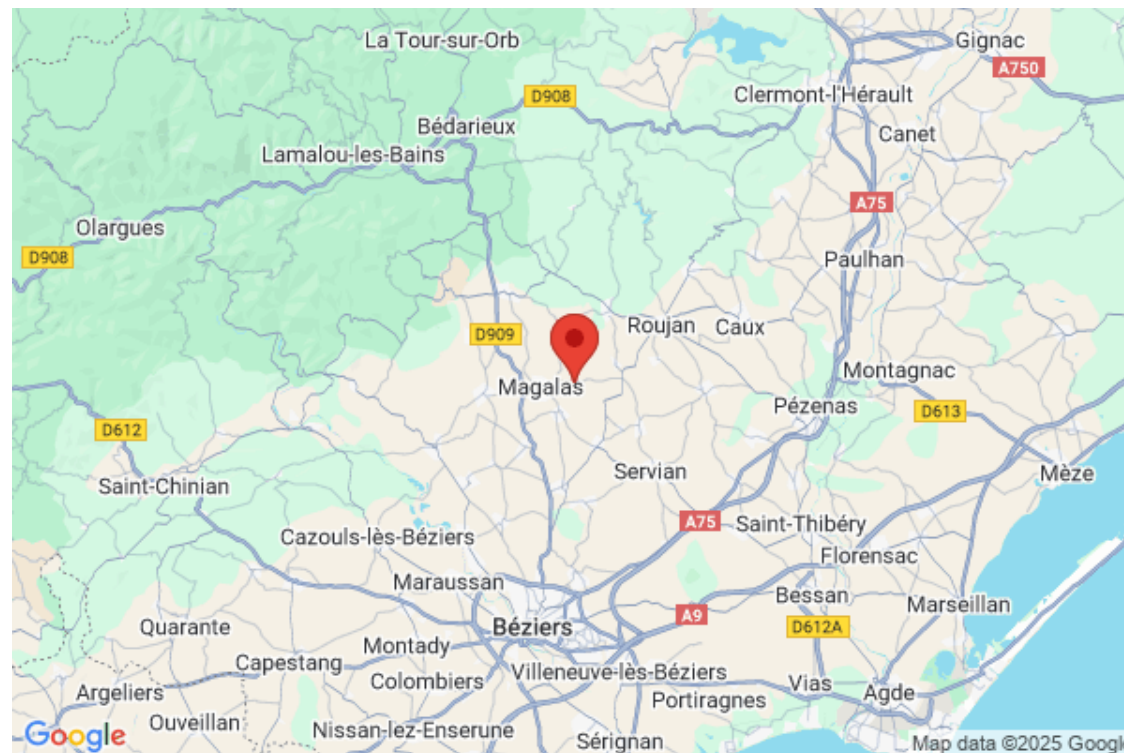 La Tour-sur-Orb
Gignac
A750
D908
Clermont-l'Hérault
Bédarieux
Canet
Lamalou-les-Bains
A75
Olargues
D908
Paulhan
D909
Roujan
Caux
Magalas
Montagnac
Pézenas
D613
D612
Servian
Mèze
Saint-Chinian
A75
Saint-Thibéry
Cazouls-lès-Béziers
Florensac
Maraussan
Bessan
Marseillan
A9
Quarante
Béziers
D612A
Montady
Capestang
Villeneuve-lès-Béziers
Colombiers
Vias
Agde
Argeliers
Portiragnes
Ouveillan
Nissan-lez-Enserune
Sérignan
Google
Map data ©2025 Google